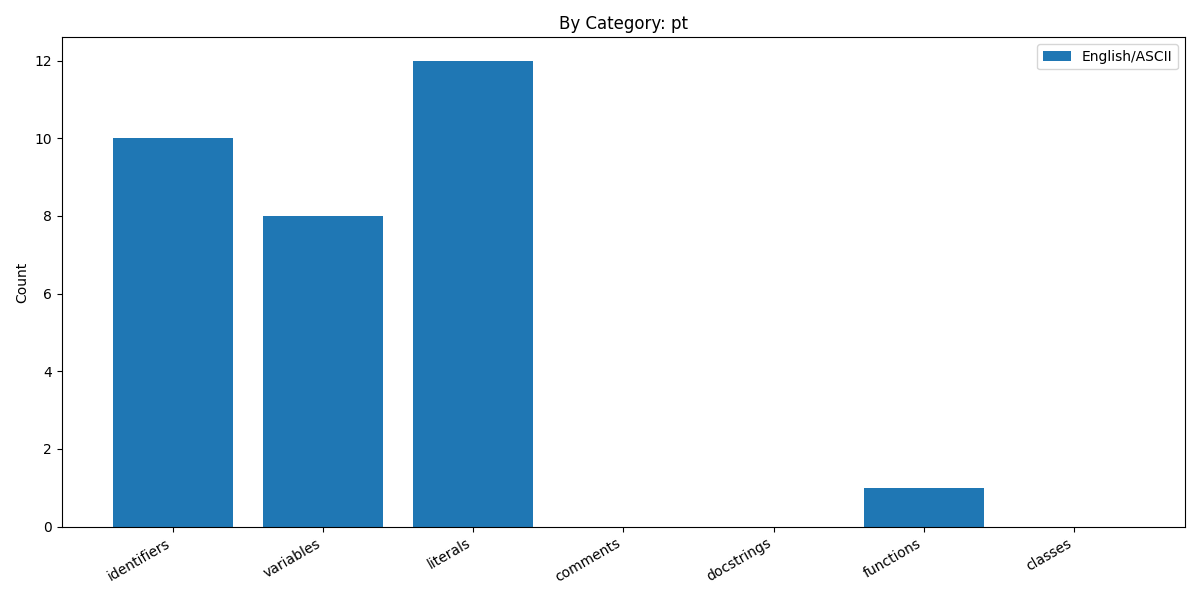 By Category: pt
English/ASCII
Count
12
10
8
6
4
2
0
identifiers
variables
literals
comments
docstrings
functions
classes